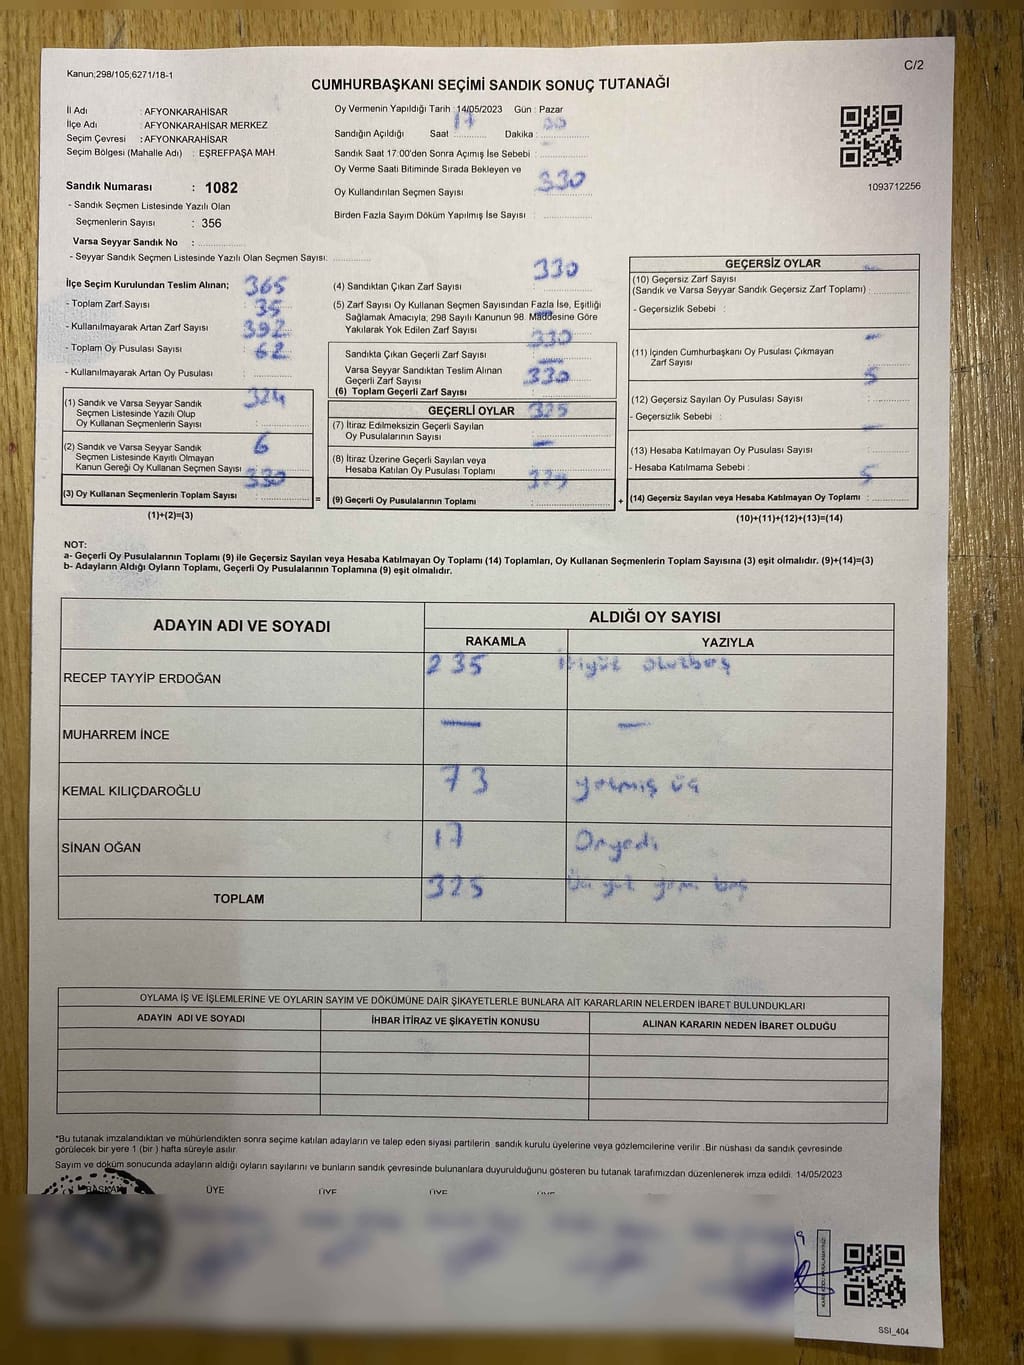 Kanun;298/105;6271/18-1
C/2
CUMHURBAŞKANI SEÇİMİ SANDIK SONUÇ TUTANAĞI
İl Adı : AFYONKARAHİSAR
İlçe Adı : AFYONKARAHİSAR MERKEZ
Seçim Çevresi : AFYONKARAHİSAR
Seçim Bölgesi (Mahalle Adı) : EŞREFPAŞA MAH.
Sandık Numarası : 1082
- Sandık Seçmen Listesinde Yazılı Olan
Seçmenlerin Sayısı : 356
Varsa Seyyar Sandık No :
- Seyyar Sandık Seçmen Listesinde Yazılı Olan Seçmen Sayısı:
Oy Vermenin Yapıldığı Tarih : 14/05/2023 Gün : Pazar
Sandığın Açıldığı Saat : 17 Dakika : 00
Sandık Saat 17:00'den Sonra Açımış İse Sebebi :
Oy Verme Saati Bitiminde Sırada Bekleyen ve
Oy Kullandırılan Seçmen Sayısı 330
Birden Fazla Sayım Döküm Yapılmış İse Sayısı :
1093712256
İlçe Seçim Kurulundan Teslim Alınan;
- Toplam Zarf Sayısı 365
- Kullanılmayarak Artan Zarf Sayısı 35
- Toplam Oy Pusulası Sayısı 392
- Kullanılmayarak Artan Oy Pusulası 62
(1) Sandık ve Varsa Seyyar Sandık
Seçmen Listesinde Yazılı Olup
Oy Kullanan Seçmenlerin Sayısı 324
(2) Sandık ve Varsa Seyyar Sandık
Seçmen Listesinde Kayıtlı Olmayan
Kanun Gereği Oy Kullanan Seçmen Sayısı 6
(3) Oy Kullanan Seçmenlerin Toplam Sayısı : 330 =
(1)+(2)=(3)
(4) Sandıktan Çıkan Zarf Sayısı 330
(5) Zarf Sayısı Oy Kullanan Seçmen Sayısından Fazla İse, Eşitliği
Sağlamak Amacıyla; 298 Sayılı Kanunun 98. Maddesine Göre
Yakılarak Yok Edilen Zarf Sayısı —
Sandıkta Çıkan Geçerli Zarf Sayısı 330
Varsa Seyyar Sandıktan Teslim Alınan
Geçerli Zarf Sayısı —
(6) Toplam Geçerli Zarf Sayısı 330
GEÇERLİ OYLAR
(7) İtiraz Edilmeksizin Geçerli Sayılan
Oy Pusulalarının Sayısı 325
(8) İtiraz Üzerine Geçerli Sayılan veya
Hesaba Katılan Oy Pusulası Toplamı —
(9) Geçerli Oy Pusulalarının Toplamı 325 +
GEÇERSİZ OYLAR
(10) Geçersiz Zarf Sayısı
(Sandık ve Varsa Seyyar Sandık Geçersiz Zarf Toplamı) : —
- Geçersizlik Sebebi :
(11) İçinden Cumhurbaşkanı Oy Pusulası Çıkmayan
Zarf Sayısı —
(12) Geçersiz Sayılan Oy Pusulası Sayısı : 5
- Geçersizlik Sebebi :
(13) Hesaba Katılmayan Oy Pusulası Sayısı : —
- Hesaba Katılmama Sebebi :
(14) Geçersiz Sayılan veya Hesaba Katılmayan Oy Toplamı : 5
(10)+(11)+(12)+(13)=(14)
NOT:
a- Geçerli Oy Pusulalarının Toplamı (9) ile Geçersiz Sayılan veya Hesaba Katılmayan Oy Toplamı (14) Toplamları, Oy Kullanan Seçmenlerin Toplam Sayısına (3) eşit olmalıdır. (9)+(14)=(3)
b- Adayların Aldığı Oyların Toplamı, Geçerli Oy Pusulalarının Toplamına (9) eşit olmalıdır.
ADAYIN ADI VE SOYADI ALDIĞI OY SAYISI
RAKAMLA YAZIYLA
RECEP TAYYİP ERDOĞAN 235 İkiyüz otuzbeş
MUHARREM İNCE — —
KEMAL KILIÇDAROĞLU 73 yetmiş üç
SİNAN OĞAN 17 Onyedi
TOPLAM 325 Üç yüz yirmi beş
OYLAMA İŞ VE İŞLEMLERİNE VE OYLARIN SAYIM VE DÖKÜMÜNE DAİR ŞİKAYETLERLE BUNLARA AİT KARARLARIN NELERDEN İBARET BULUNDUKLARI
ADAYIN ADI VE SOYADI İHBAR İTİRAZ VE ŞİKAYETİN KONUSU ALINAN KARARIN NEDEN İBARET OLDUĞU
"Bu tutanak imzalandıktan ve mühürlendikten sonra seçime katılan adayların ve talep eden siyasi partilerin sandık kurulu üyelerine veya gözlemcilerine verilir .Bir nüshası da sandık çevresinde
görülecek bir yere 1 (bir ) hafta süreyle asılır.
Sayım ve döküm sonucunda adayların aldığı oyların sayılarını ve bunların sandık çevresinde bulunanlara duyurulduğunu gösteren bu tutanak tarafımızdan düzenlenerek imza edildi. 14/05/2023
BAŞKAN ÜYE ÜYE ÜYE ÜYE
SSİ_404